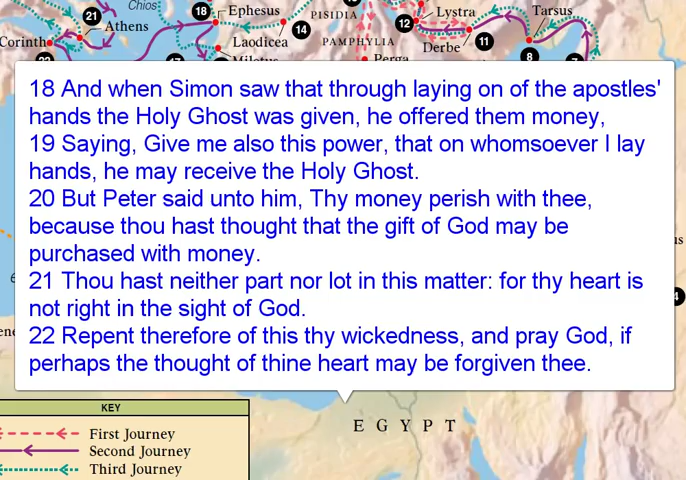 Chios
18 Ephesus
PISIDIA
Lystra
Tarsus
12
21 Athens
14
Corinth
Laodicea
PAMPHYLIA
Derbe
11
8
Perga
18 And when Simon saw that through laying on of the apostles'
hands the Holy Ghost was given, he offered them money,
19 Saying, Give me also this power, that on whomsoever I lay
hands, he may receive the Holy Ghost.
20 But Peter said unto him, Thy money perish with thee,
because thou hast thought that the gift of God may be
purchased with money.
21 Thou hast neither part nor lot in this matter: for thy heart is
not right in the sight of God.
22 Repent therefore of this thy wickedness, and pray God, if
perhaps the thought of thine heart may be forgiven thee.
KEY
First Journey
Second Journey
Third Journey
EGYPT